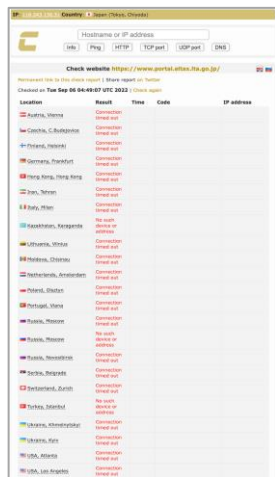 IP: Country: Japan (Tokyo, Chiyoda)
Hostname or IP address
Info Ping HTTP TCP port UDP port DNS
Check website https://www.portal.eltax.lta.go.jp/
Permanent link to this check report | Share report on Twitter
Checked on Tue Sep 06 04:49:07 UTC 2022 | Check again
Location Result Time Code IP address
Austria, Vienna Connection
timed out
Czechia, C.Budejovice Connection
timed out
Finland, Helsinki Connection
timed out
Germany, Frankfurt Connection
timed out
Hong Kong, Hong Kong Connection
timed out
Iran, Tehran Connection
timed out
Italy, Milan Connection
timed out
Kazakhstan, Karaganda No such
device or
address
Lithuania, Vilnius Connection
timed out
Moldova, Chisinau Connection
timed out
Netherlands, Amsterdam Connection
timed out
Poland, Olsztyn Connection
timed out
Portugal, Viana Connection
timed out
Russia, Moscow Connection
timed out
Russia, Moscow No such
device or
address
Russia, Novosibirsk Connection
timed out
Serbia, Belgrade Connection
timed out
Switzerland, Zurich Connection
timed out
Turkey, Istanbul No such
device or
address
Ukraine, Khmelnytskyi Connection
timed out
Ukraine, Kyiv Connection
timed out
USA, Atlanta Connection
timed out
USA, Los Angeles Connection
timed out